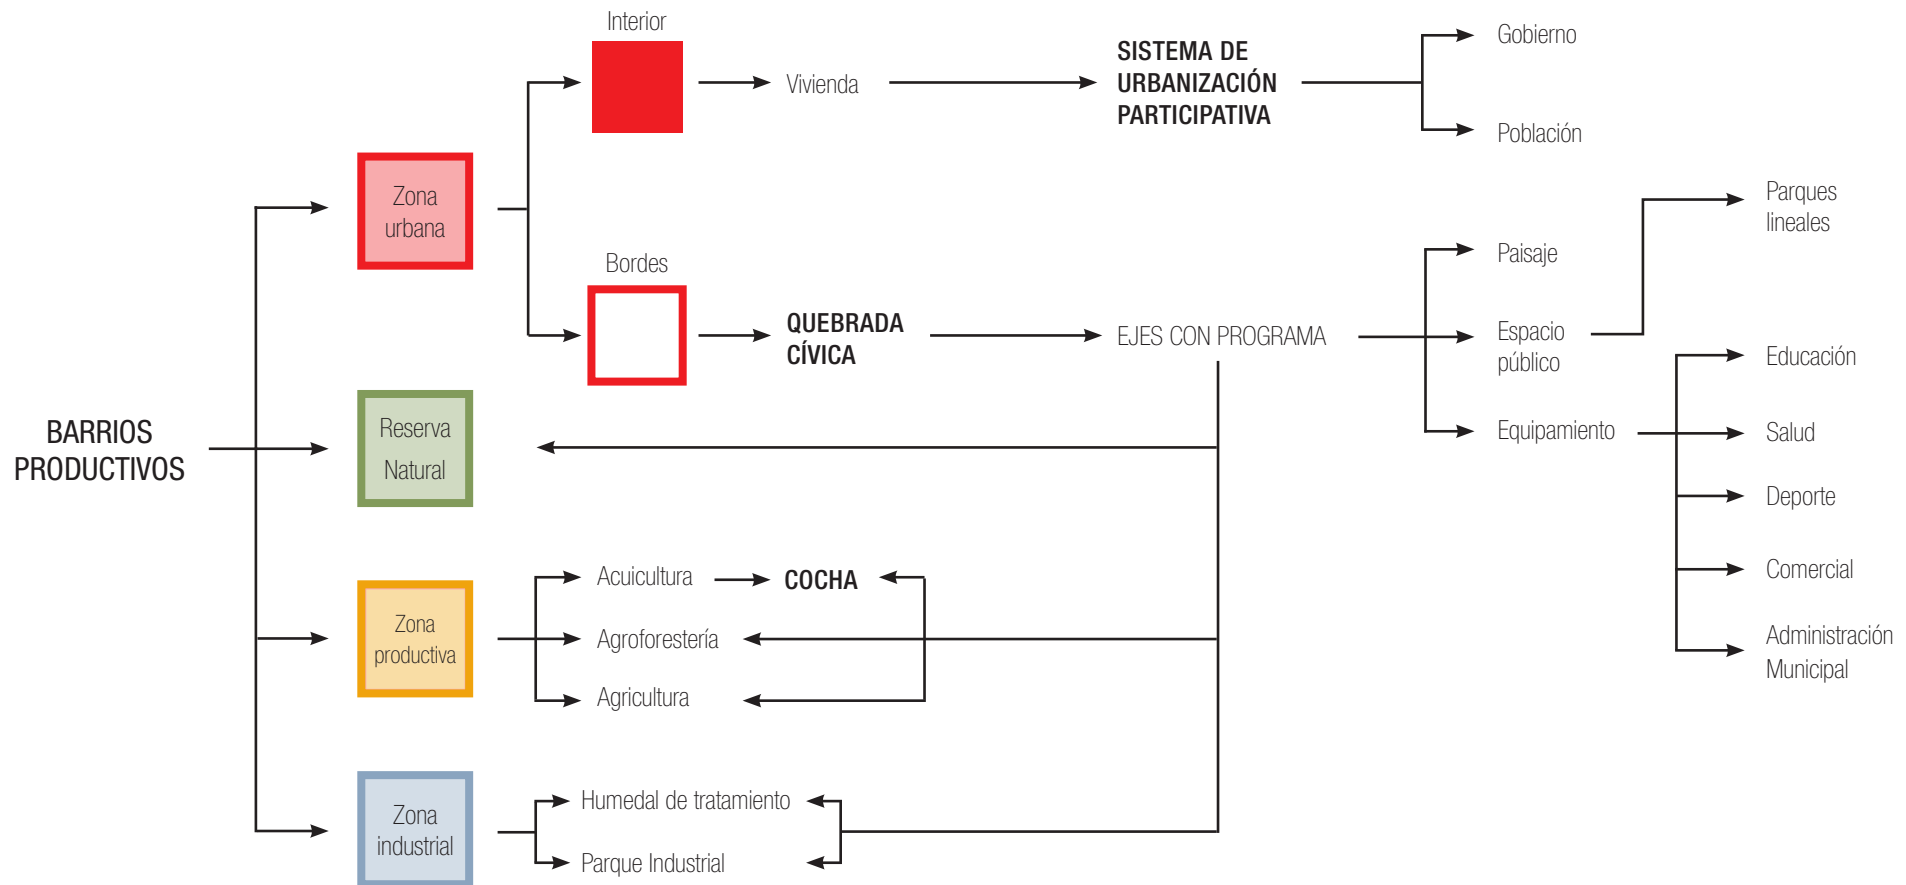 BARRIOS
PRODUCTIVOS
Zona
urbana
Interior
Vivienda
SISTEMA DE
URBANIZACIÓN
PARTICIPATIVA
Gobierno
Población
Bordes
QUEBRADA
CÍVICA
EJES CON PROGRAMA
Paisaje
Espacio
público
Parques
lineales
Equipamiento
Educación
Salud
Deporte
Comercial
Administración
Municipal
Reserva
Natural
Zona
productiva
Acuicultura
COCHA
Agroforestería
Agricultura
Zona
industrial
Humedal de tratamiento
Parque Industrial